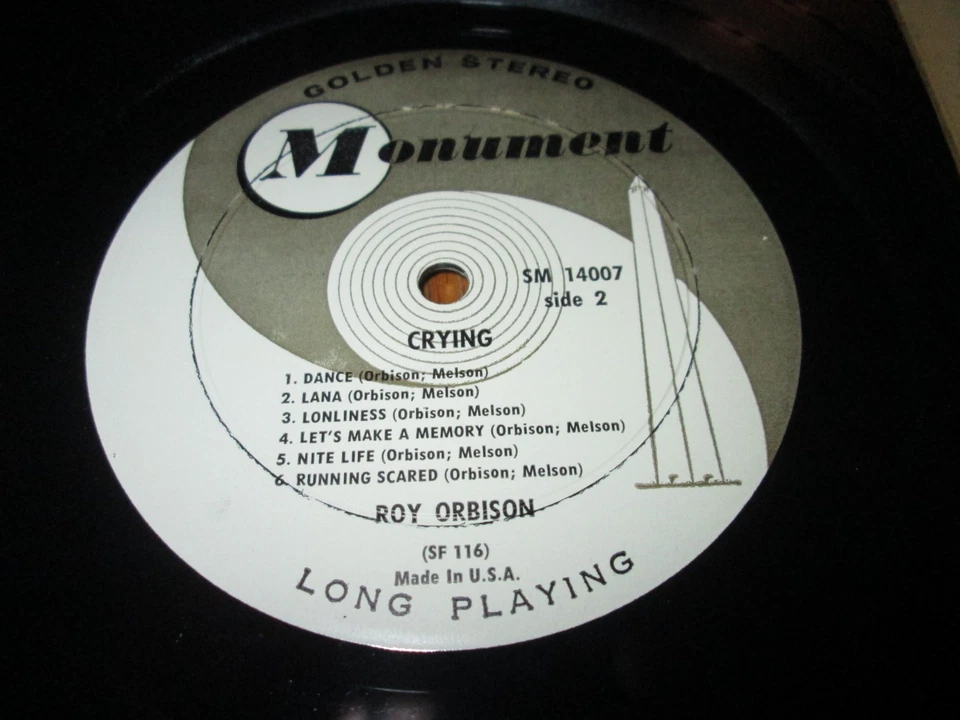 GOLDEN STEREO
Monument
SM 14007
side 2
CRYING
1. DANCE (Orbison; Melson)
2. LANA (Orbison; Melson)
3. LONLINESS (Orbison; Melson)
4. LET'S MAKE A MEMORY (Orbison; Melson)
5. NITE LIFE (Orbison; Melson)
6. RUNNING SCARED (Orbison; Melson)
ROY ORBISON
(SF 116)
Made In U.S.A.
LONG PLAYING